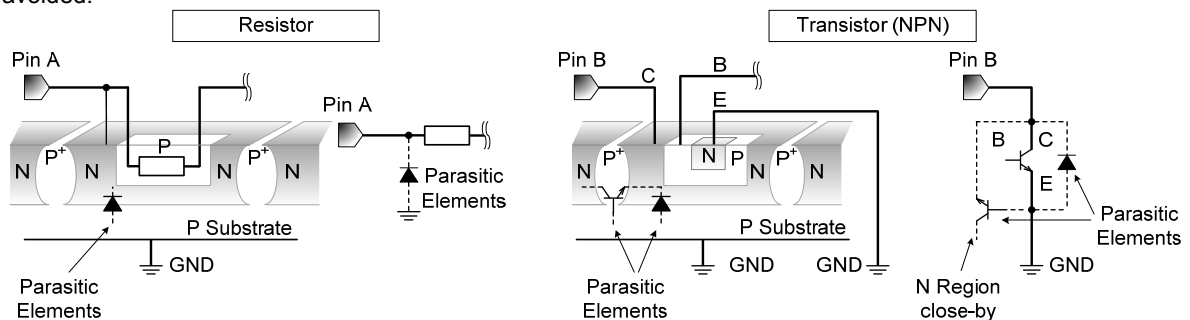 avoided.
Resistor
Transistor (NPN)
Pin A
Pin A
P
N
P+
N
P+
N
Parasitic
Elements
P Substrate
GND
Parasitic
Elements
Pin B
C
B
E
N
P+
N
P
P+
N
N
P Substrate
GND
GND
Parasitic
Elements
Pin B
B
C
E
Parasitic
Elements
GND
N Region
close-by